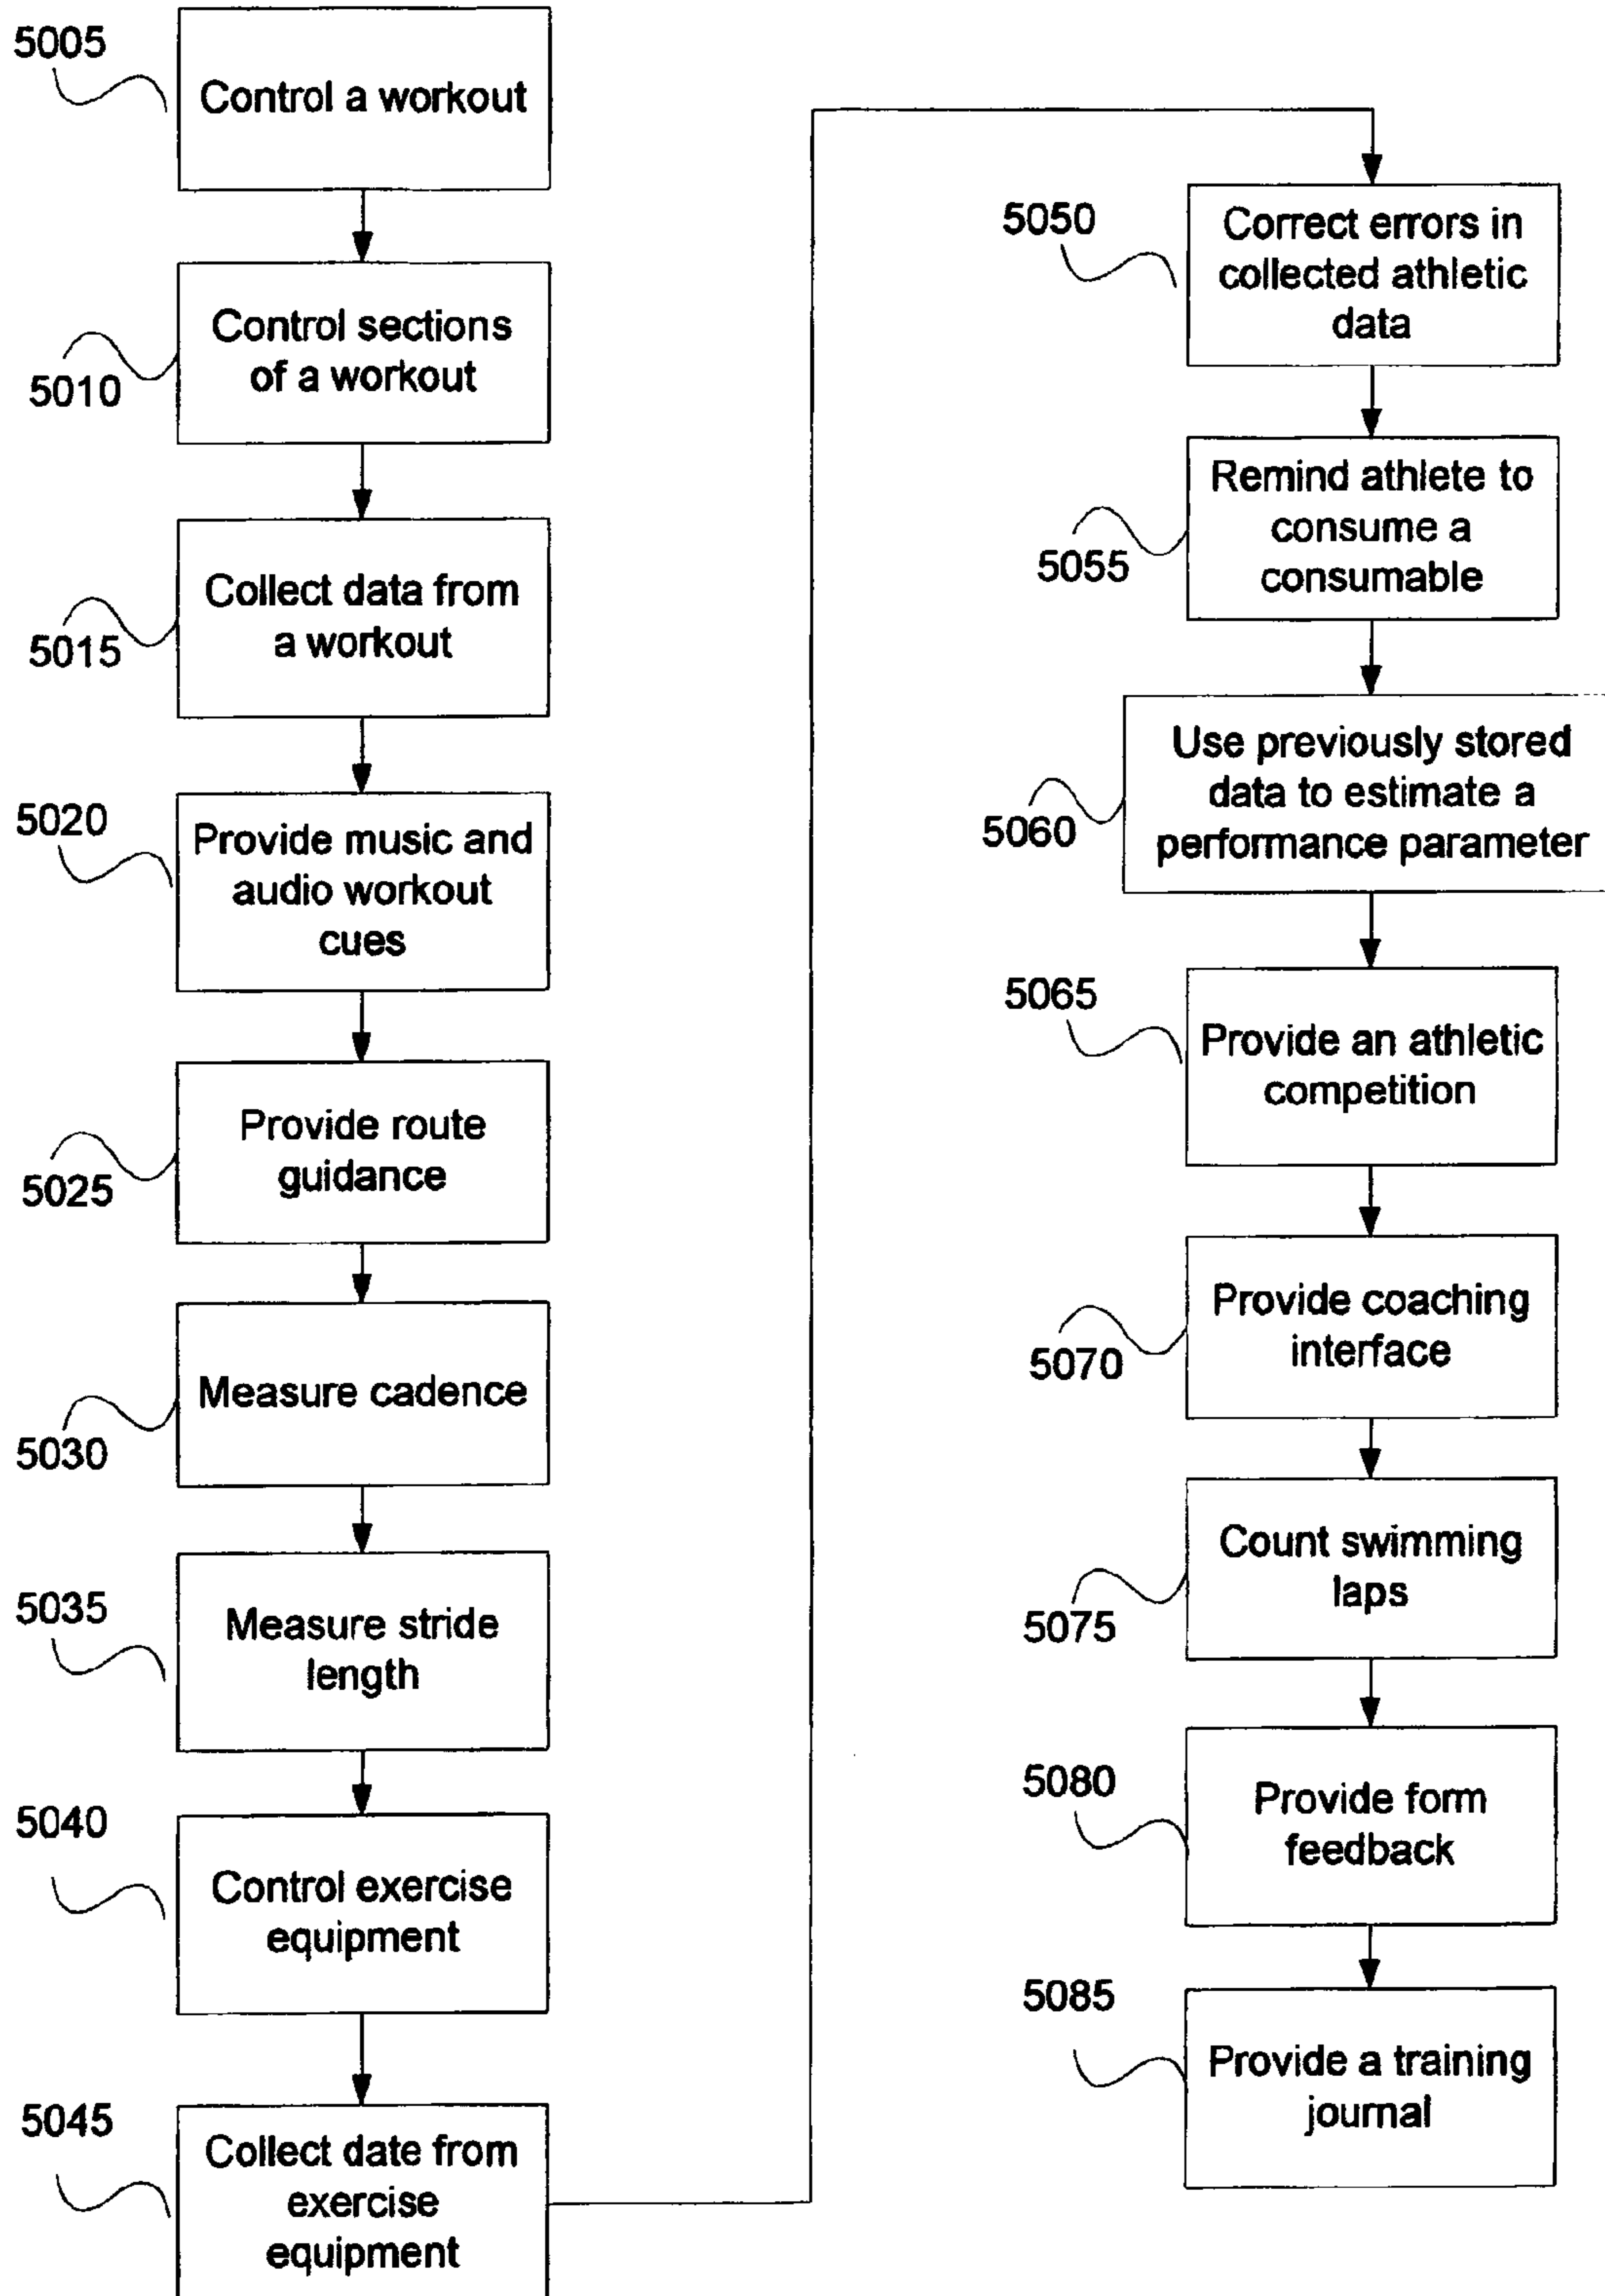 5005
Control a workout
5010
Control sections
of a workout
5015
Collect data from
a workout
5020
Provide music and
audio workout
cues
5025
Provide route
guidance
5030
Measure cadence
5035
Measure stride
length
5040
Control exercise
equipment
5045
Collect date from
exercise
equipment
5050
Correct errors in
collected athletic
data
5055
Remind athlete to
consume a
consumable
5060
Use previously stored
data to estimate a
performance parameter
5065
Provide an athletic
competition
5070
Provide coaching
interface
5075
Count swimming
laps
5080
Provide form
feedback
5085
Provide a training
journal